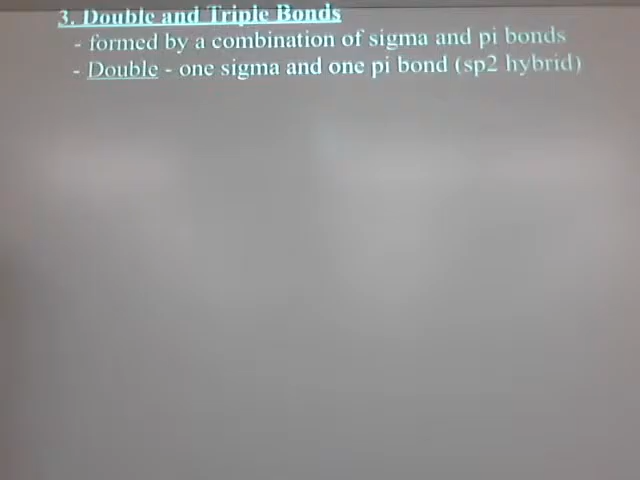 3. Double and Triple Bonds
- formed by a combination of sigma and pi bonds
- Double - one sigma and one pi bond (sp2 hybrid)